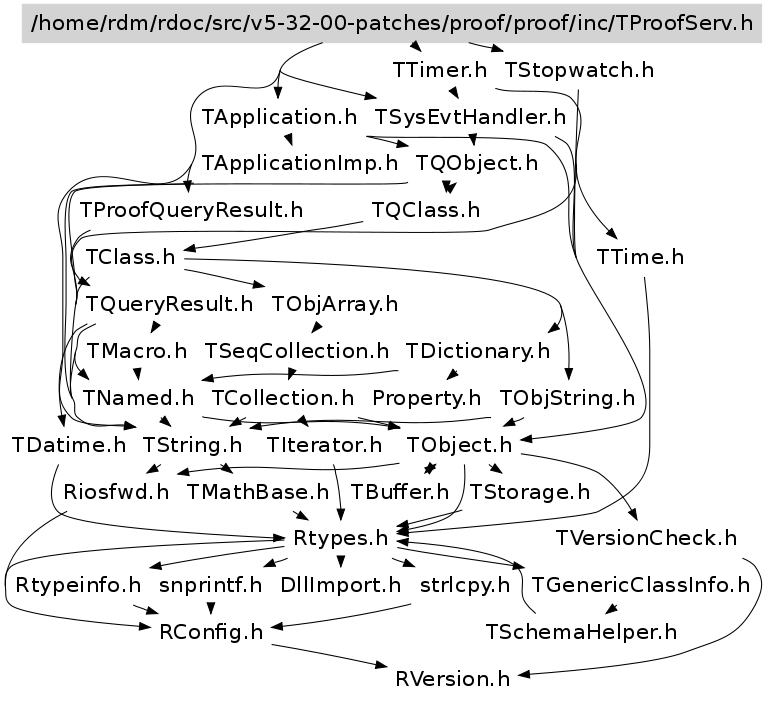 /home/rdm/rdoc/src/v5-32-00-patches/proof/proof/inc/TProofServ.h
TTimer.h TStopwatch.h
TApplication.h TSysEvtHandler.h
TApplicationImp.h TQObject.h
TProofQueryResult.h TQClass.h
TClass.h TTime.h
TQueryResult.h TObjArray.h
TMacro.h TSeqCollection.h TDictionary.h
TNamed.h TCollection.h Property.h TObjString.h
TDatime.h TString.h TIterator.h TObject.h
Riosfwd.h TMathBase.h TBuffer.h TStorage.h
Rtypes.h TVersionCheck.h
Rtypeinfo.h snprintf.h DllImport.h strlcpy.h TGenericClassInfo.h
RConfig.h TSchemaHelper.h
RVersion.h